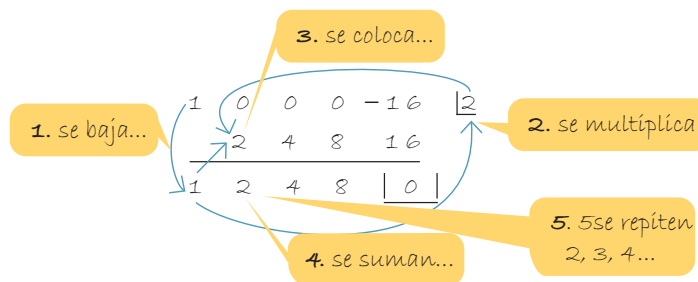 3. se coloca...
1 0 0 0 -16 |2
1. se baja...
2. se multiplica
2 4 8 16
1 2 4 8 | 0 |
5. 5se repiten
2, 3, 4...
4. se suman...